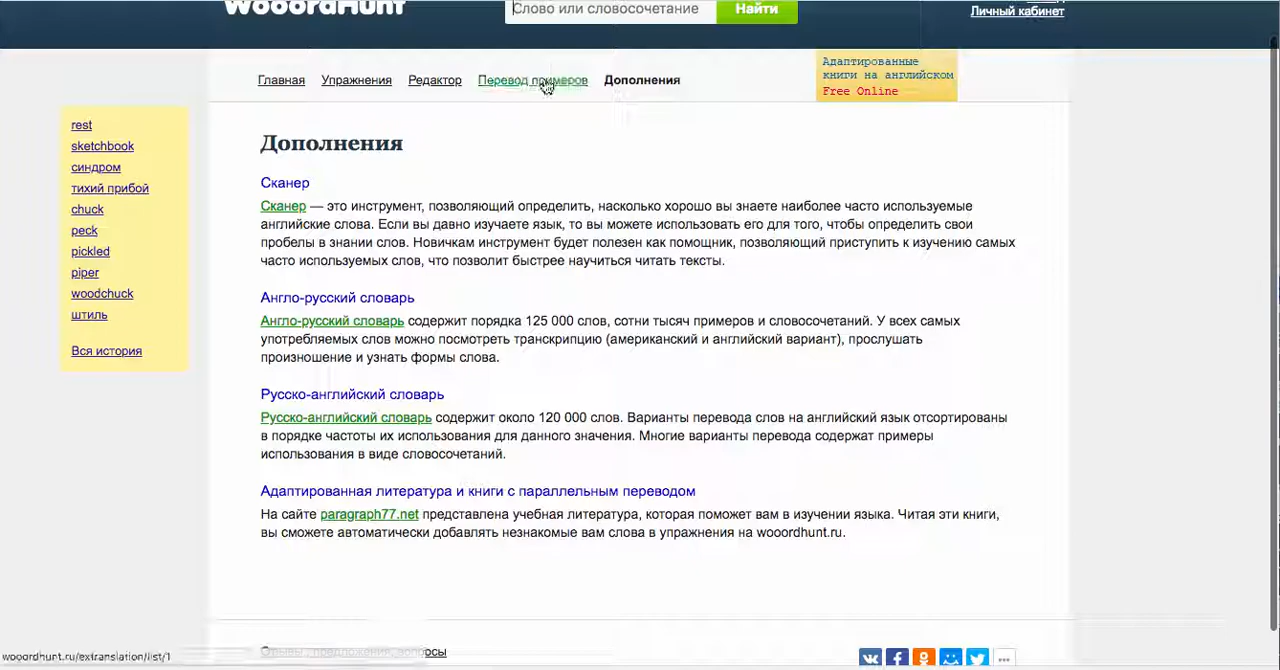 WooordHunt
Слово или словосочетание
Найти
Личный кабинет
Главная Упражнения Редактор Перевод примеров Дополнения
Адаптированные
книги на английском
Free Online
rest
sketchbook
синдром
тихий прибой
chuck
peck
pickled
piper
woodchuck
штиль
Вся история
Дополнения
Сканер
Сканер — это инструмент, позволяющий определить, насколько хорошо вы знаете наиболее часто используемые
английские слова. Если вы давно изучаете язык, то вы можете использовать его для того, чтобы определить свои
пробелы в знании слов. Новичкам инструмент будет полезен как помощник, позволяющий приступить к изучению самых
часто используемых слов, что позволит быстрее научиться читать тексты.
Англо-русский словарь
Англо-русский словарь содержит порядка 125 000 слов, сотни тысяч примеров и словосочетаний. У всех самых
употребляемых слов можно посмотреть транскрипцию (американский и английский вариант), прослушать
произношение и узнать формы слова.
Русско-английский словарь
Русско-английский словарь содержит около 120 000 слов. Варианты перевода слов на английский язык отсортированы
в порядке частоты их использования для данного значения. Многие варианты перевода содержат примеры
использования в виде словосочетаний.
Адаптированная литература и книги с параллельным переводом
На сайте paragraph77.net представлена учебная литература, которая поможет вам в изучении языка. Читая эти книги,
вы сможете автоматически добавлять незнакомые вам слова в упражнения на wooordhunt.ru.
Отзывы, предложения, вопросы
wooordhunt.ru/extranslation/list/1